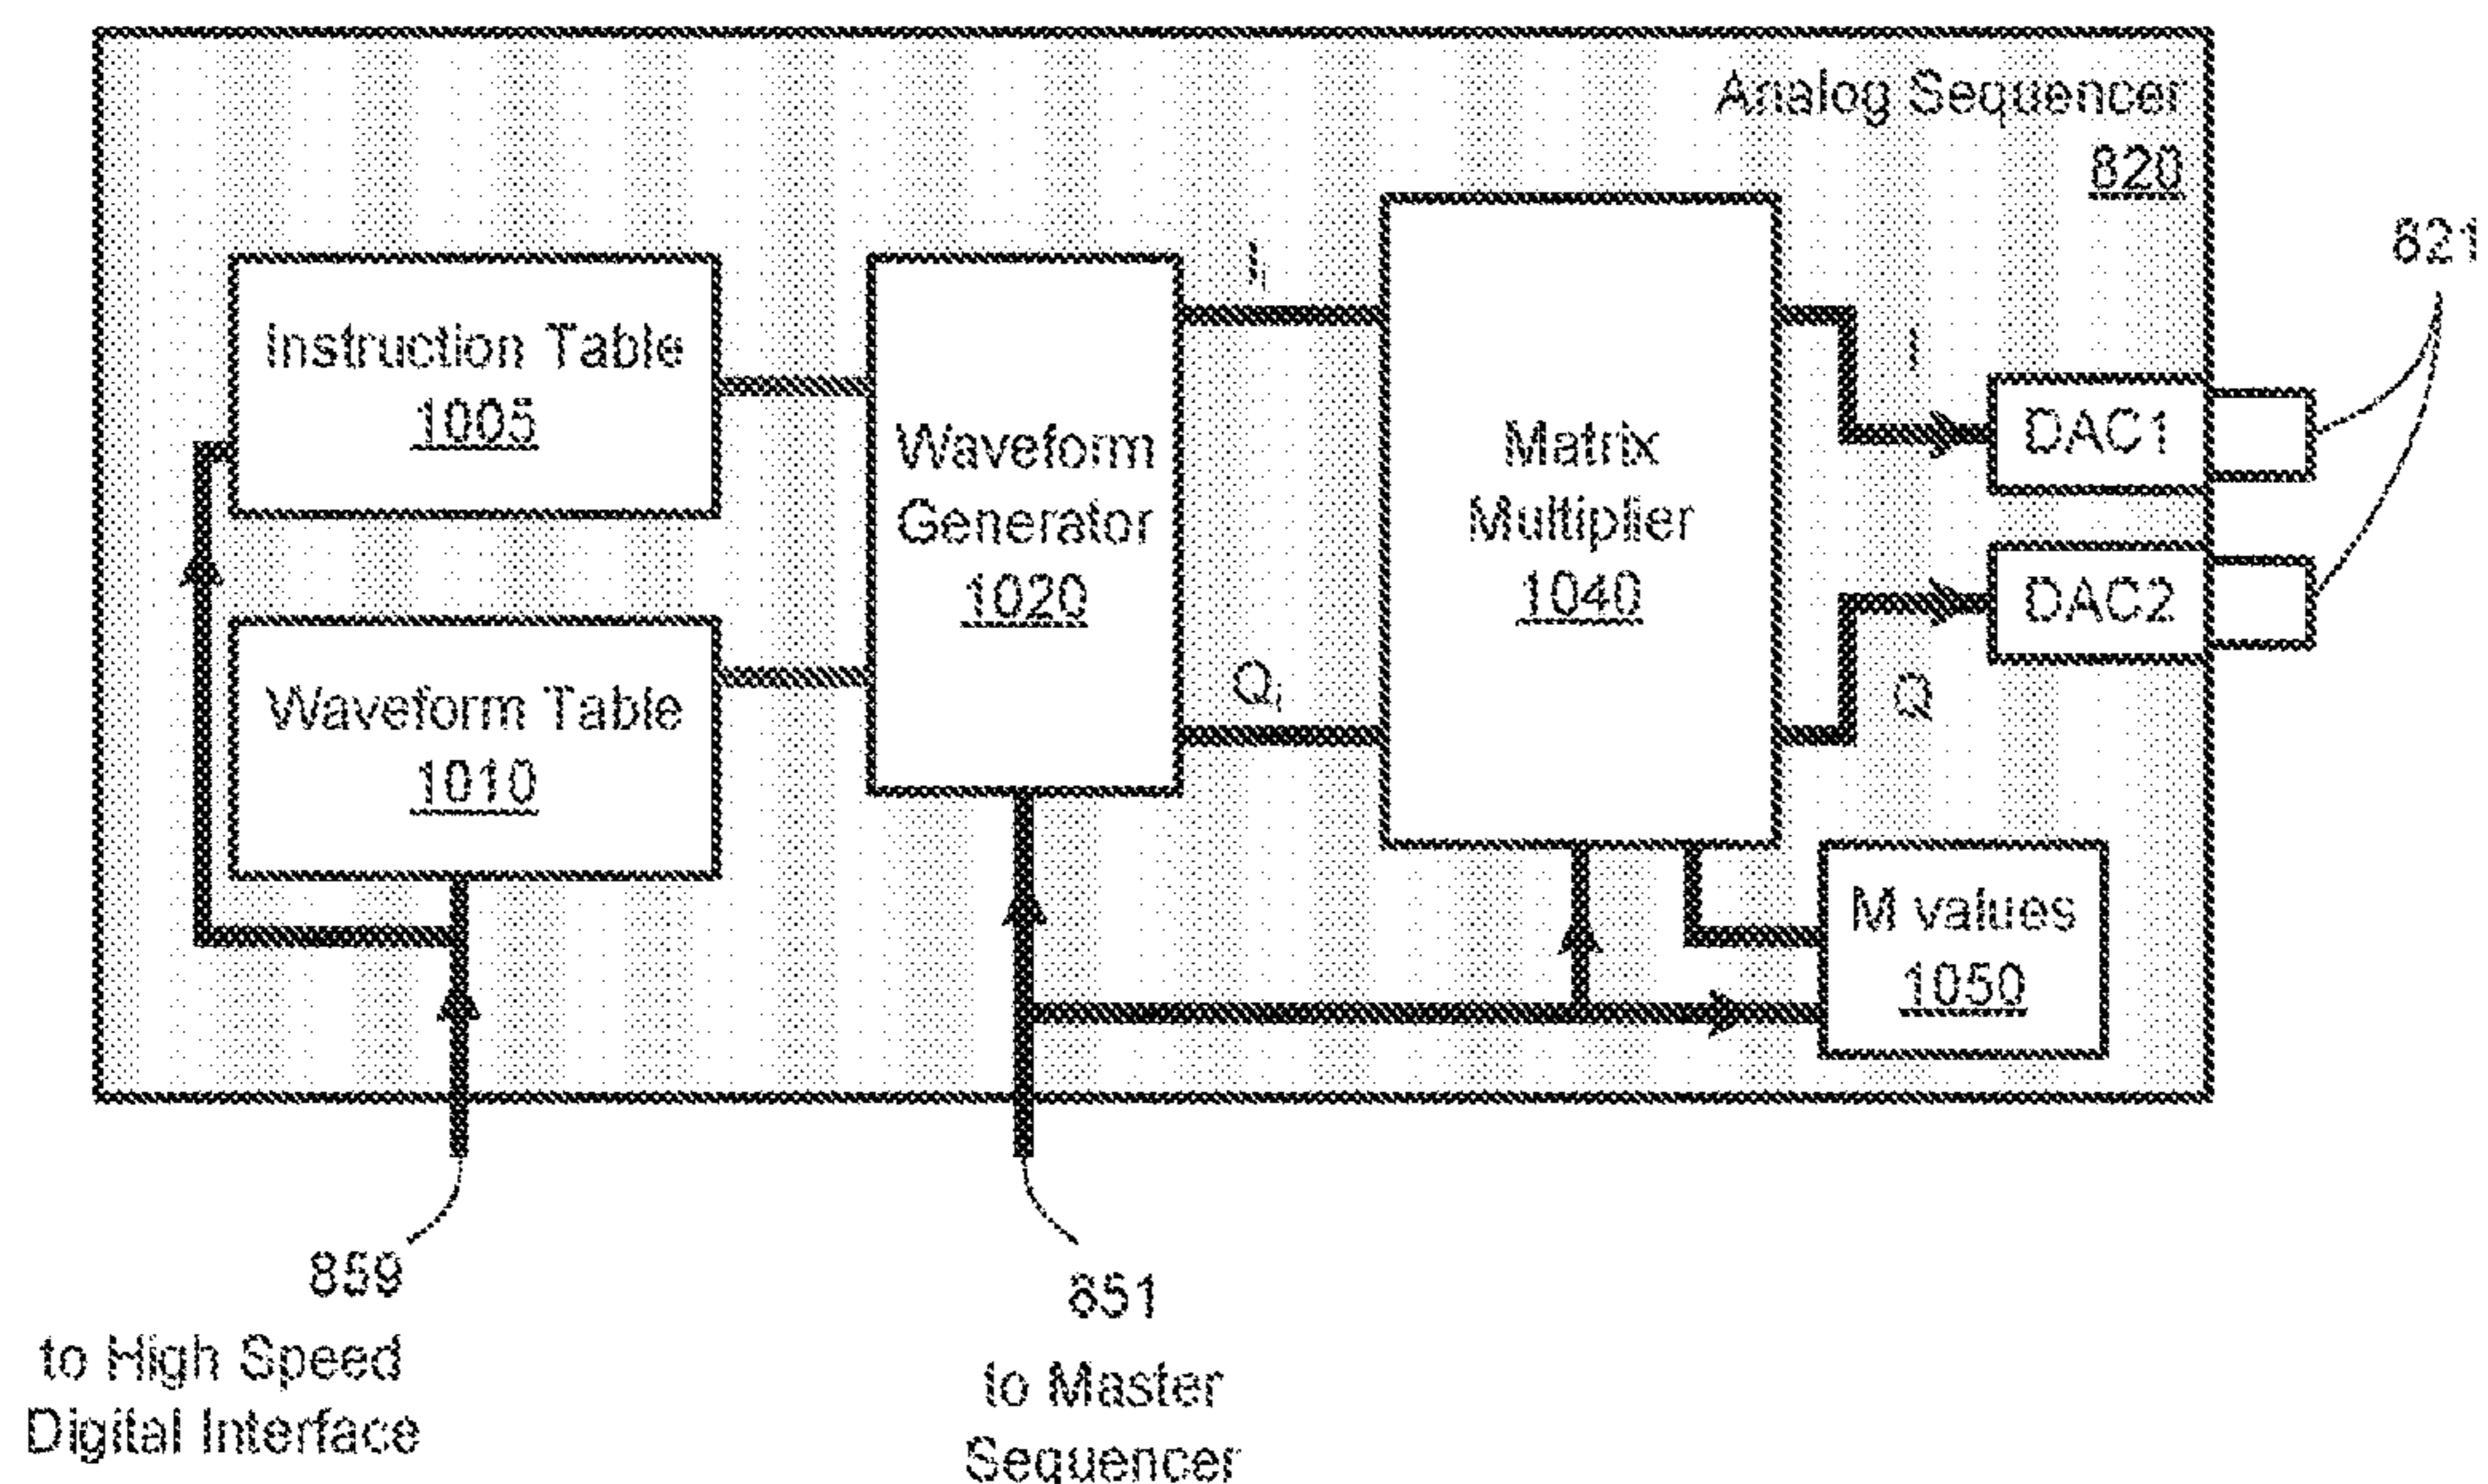 Analog Sequencer
820
821
Instruction Table
1005
Waveform Table
1010
Waveform
Generator
1020
Ii
Qi
Matrix
Multiplier
1040
I
Q
DAC1
DAC2
M values
1050
859
to High Speed
Digital Interface
851
to Master
Sequencer